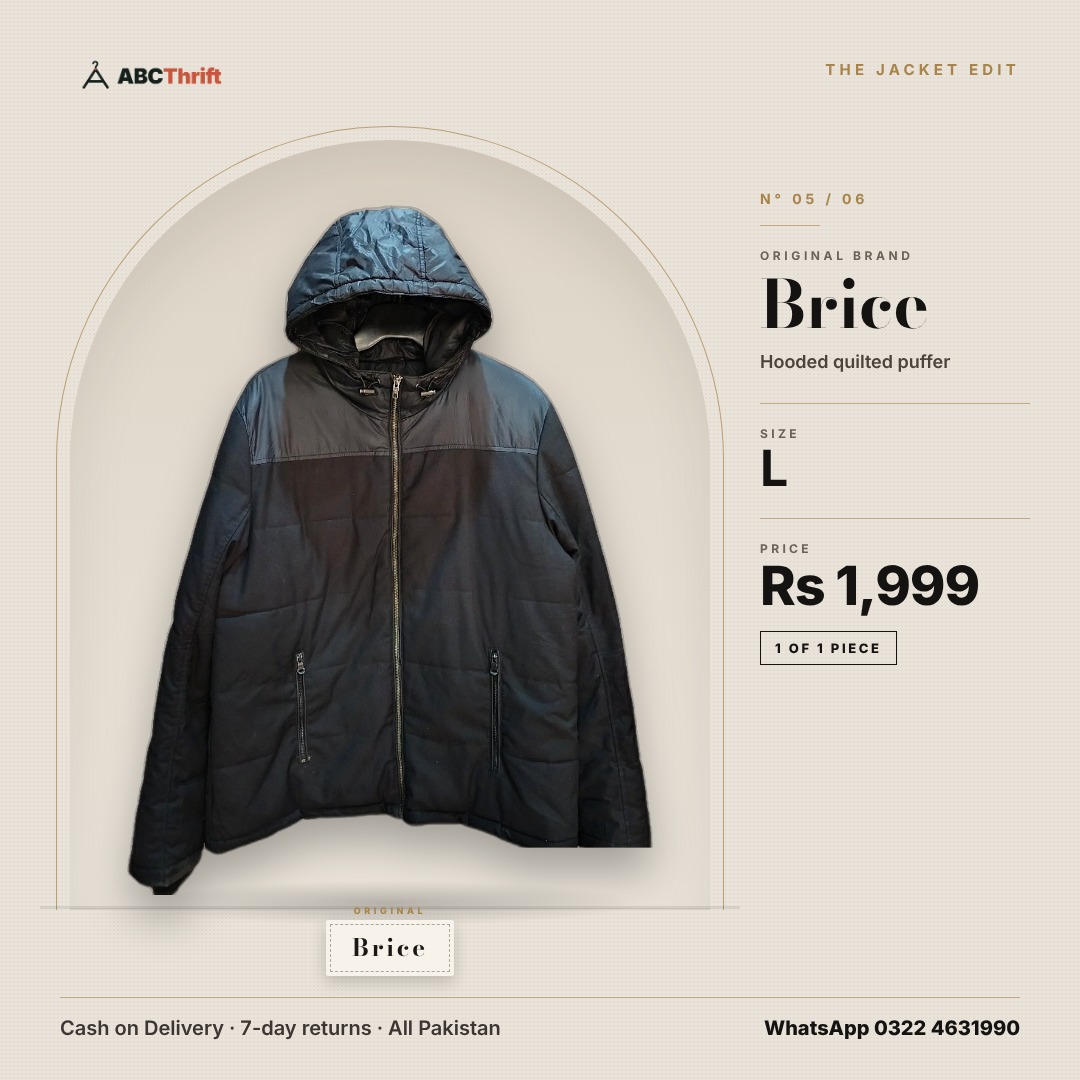 ABCThrift
THE JACKET EDIT
N° 05 / 06
ORIGINAL BRAND
Brice
Hooded quilted puffer
SIZE
L
PRICE
Rs 1,999
1 OF 1 PIECE
ORIGINAL
Brice
Cash on Delivery · 7-day returns · All Pakistan
WhatsApp 0322 4631990